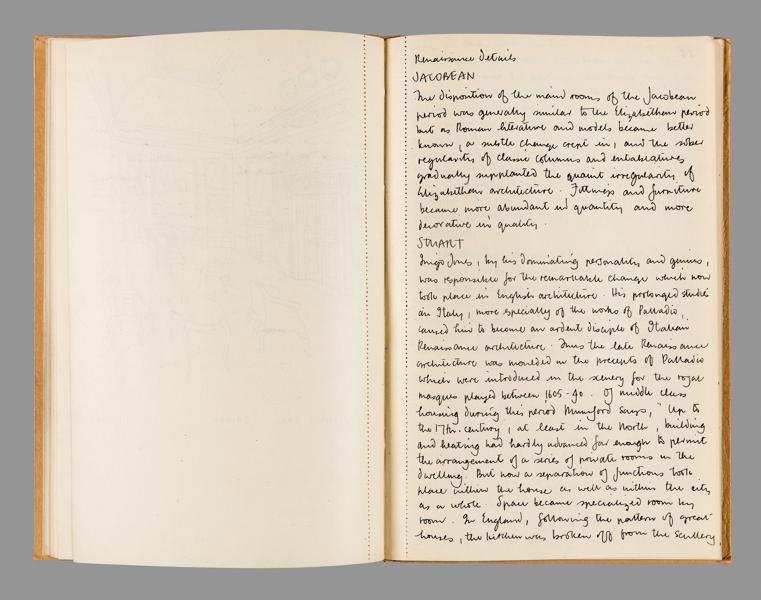 Renaissance Details
JACOBEAN
The disposition of the main rooms of the Jacobean
period was generally similar to the Elizabethan period
but as Roman literature and models became better
known, a subtle change crept in, and the sober
regularity of classic columns and entablatures
gradually supplanted the quaint irregularity of
Elizabethan architecture. Fittings and furniture
became more abundant in quantity and more
decorative in quality.
STUART
Inigo Jones, by his dominating personality and genius,
was responsible for the remarkable change which now
took place in English architecture. His prolonged studies
in Italy, more especially of the works of Palladio,
caused him to become an ardent disciple of Italian
Renaissance architecture. Thus the late Renaissance
architecture was moulded on the precepts of Palladio
which were introduced in the scenery for the royal
masques played between 1605-40. Of middle class
housing during this period Mumford says, "Up to
the 17th. century, at least in the North, building
and heating had hardly advanced far enough to permit
the arrangement of a series of private rooms in the
dwelling. But now a separation of functions took
place within the house as well as within the city
as a whole. Space became specialized room by
room. In England, following the pattern of great
houses, the kitchen was broken off from the scullery,